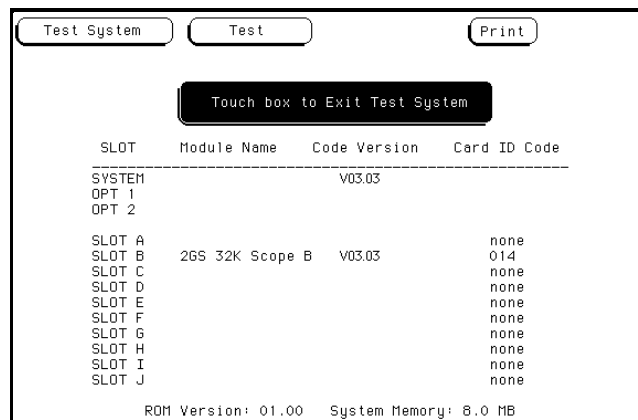 Test System Test Print
Touch box to Exit Test System
SLOT Module Name Code Version Card ID Code
SYSTEM V03.03
OPT 1
OPT 2
SLOT A none
SLOT B 2GS 32K Scope B V03.03 014
SLOT C none
SLOT D none
SLOT E none
SLOT F none
SLOT G none
SLOT H none
SLOT I none
SLOT J none
ROM Version: 01.00 System Memory: 8.0 MB